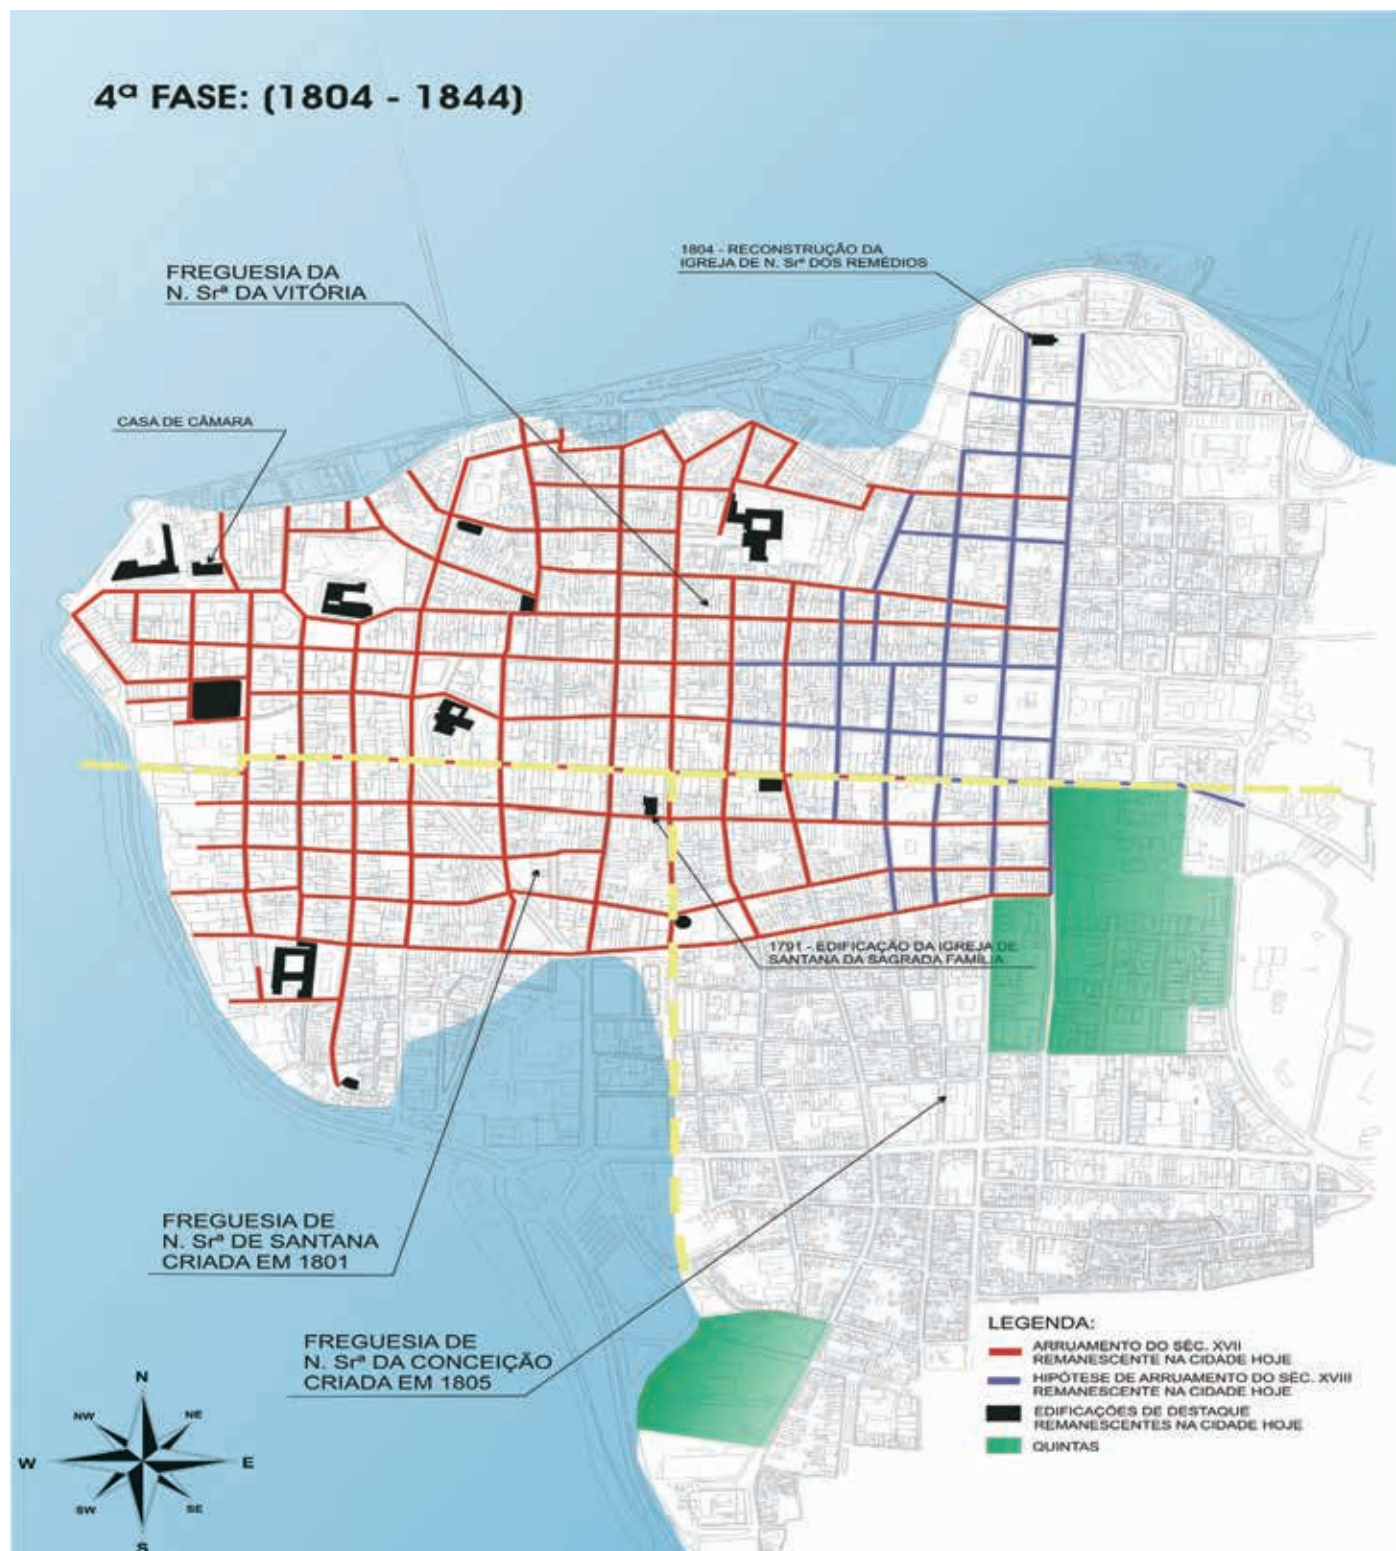 4ª FASE: (1804 - 1844)
1804 - RECONSTRUÇÃO DA
IGREJA DE N. Srª DOS REMÉDIOS
FREGUESIA DA
N. Srª DA VITÓRIA
CASA DE CÂMARA
1791 - EDIFICAÇÃO DA IGREJA DE
SANTANA DA SAGRADA FAMÍLIA
FREGUESIA DE
N. Srª DE SANTANA
CRIADA EM 1801
FREGUESIA DE
N. Srª DA CONCEIÇÃO
CRIADA EM 1805
LEGENDA:
ARRUAMENTO DO SÉC. XVII
REMANESCENTE NA CIDADE HOJE
HIPÓTESE DE ARRUAMENTO DO SÉC. XVIII
REMANESCENTE NA CIDADE HOJE
EDIFICAÇÕES DE DESTAQUE
REMANESCENTES NA CIDADE HOJE
QUINTAS
N
NW
NE
W
E
SW
SE
S